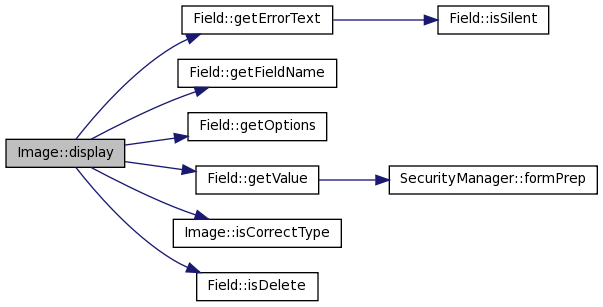 Field::getErrorText
Field::isSilent
Field::getFieldName
Field::getOptions
Image::display
Field::getValue
SecurityManager::formPrep
Image::isCorrectType
Field::isDelete